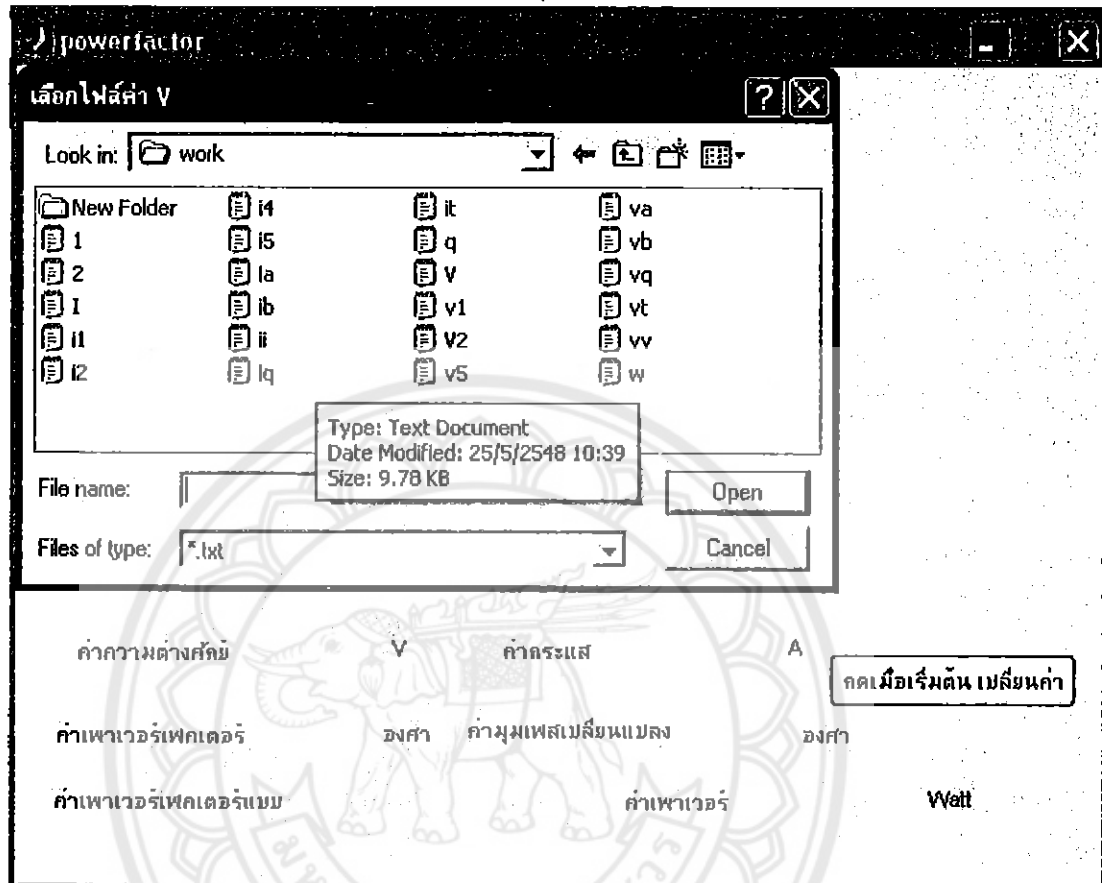 powerfactor
เลือกไฟล์ค่า V
Look in: work
New Folder i4 it va
1 i5 q vb
2 Ia V vq
I ib v1 vt
i1 ii V2 vv
i2 Iq v5 w
Type: Text Document
Date Modified: 25/5/2548 10:39
Size: 9.78 KB
File name: Open
Files of type: *.txt Cancel
ค่าความต่างศักย์ V ค่ากระแส A
กดเมื่อเริ่มต้น เปลี่ยนค่า
ค่าเพาเวอร์เฟคเตอร์ องศา ค่ามุมเฟสเปลี่ยนแปลง องศา
ค่าเพาเวอร์เฟคเตอร์แบบ ค่าเพาเวอร์ Watt